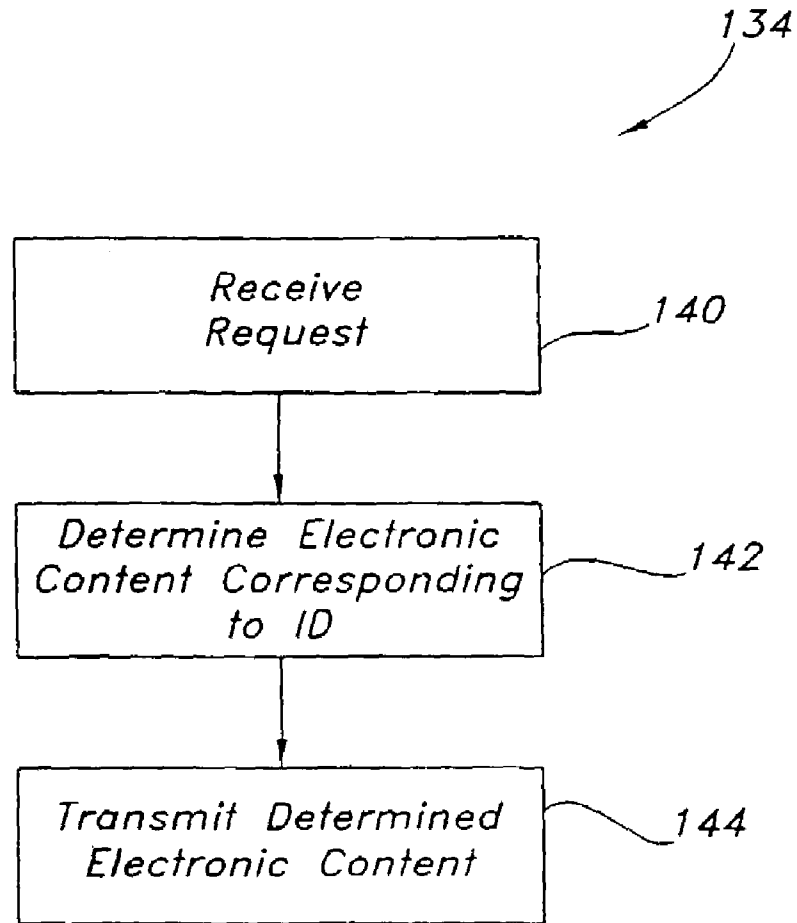 134
Receive
Request
140
Determine Electronic
Content Corresponding
to ID
142
Transmit Determined
Electronic Content
144